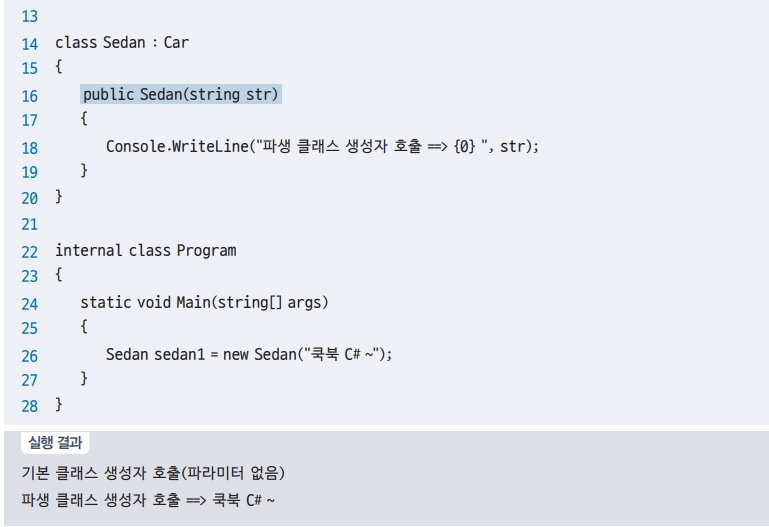 13
14 class Sedan : Car
15 {
16 public Sedan(string str)
17 {
18 Console.WriteLine("파생 클래스 생성자 호출 ==> {0} ", str);
19 }
20 }
21
22 internal class Program
23 {
24 static void Main(string[] args)
25 {
26 Sedan sedan1 = new Sedan("쿡북 C# ~");
27 }
28 }
실행 결과
기본 클래스 생성자 호출(파라미터 없음)
파생 클래스 생성자 호출 ==> 쿡북 C# ~